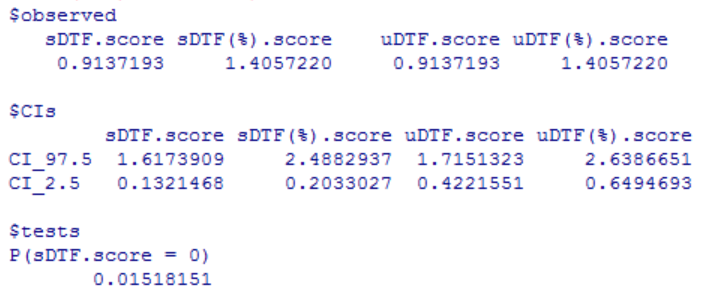 $observed
sDTF.score sDTF(%).score uDTF.score uDTF(%).score
0.9137193 1.4057220 0.9137193 1.4057220
$CIs
sDTF.score sDTF(%).score uDTF.score uDTF(%).score
CI_97.5 1.6173909 2.4882937 1.7151323 2.6386651
CI_2.5 0.1321468 0.2033027 0.4221551 0.6494693
$tests
P(sDTF.score = 0)
0.01518151